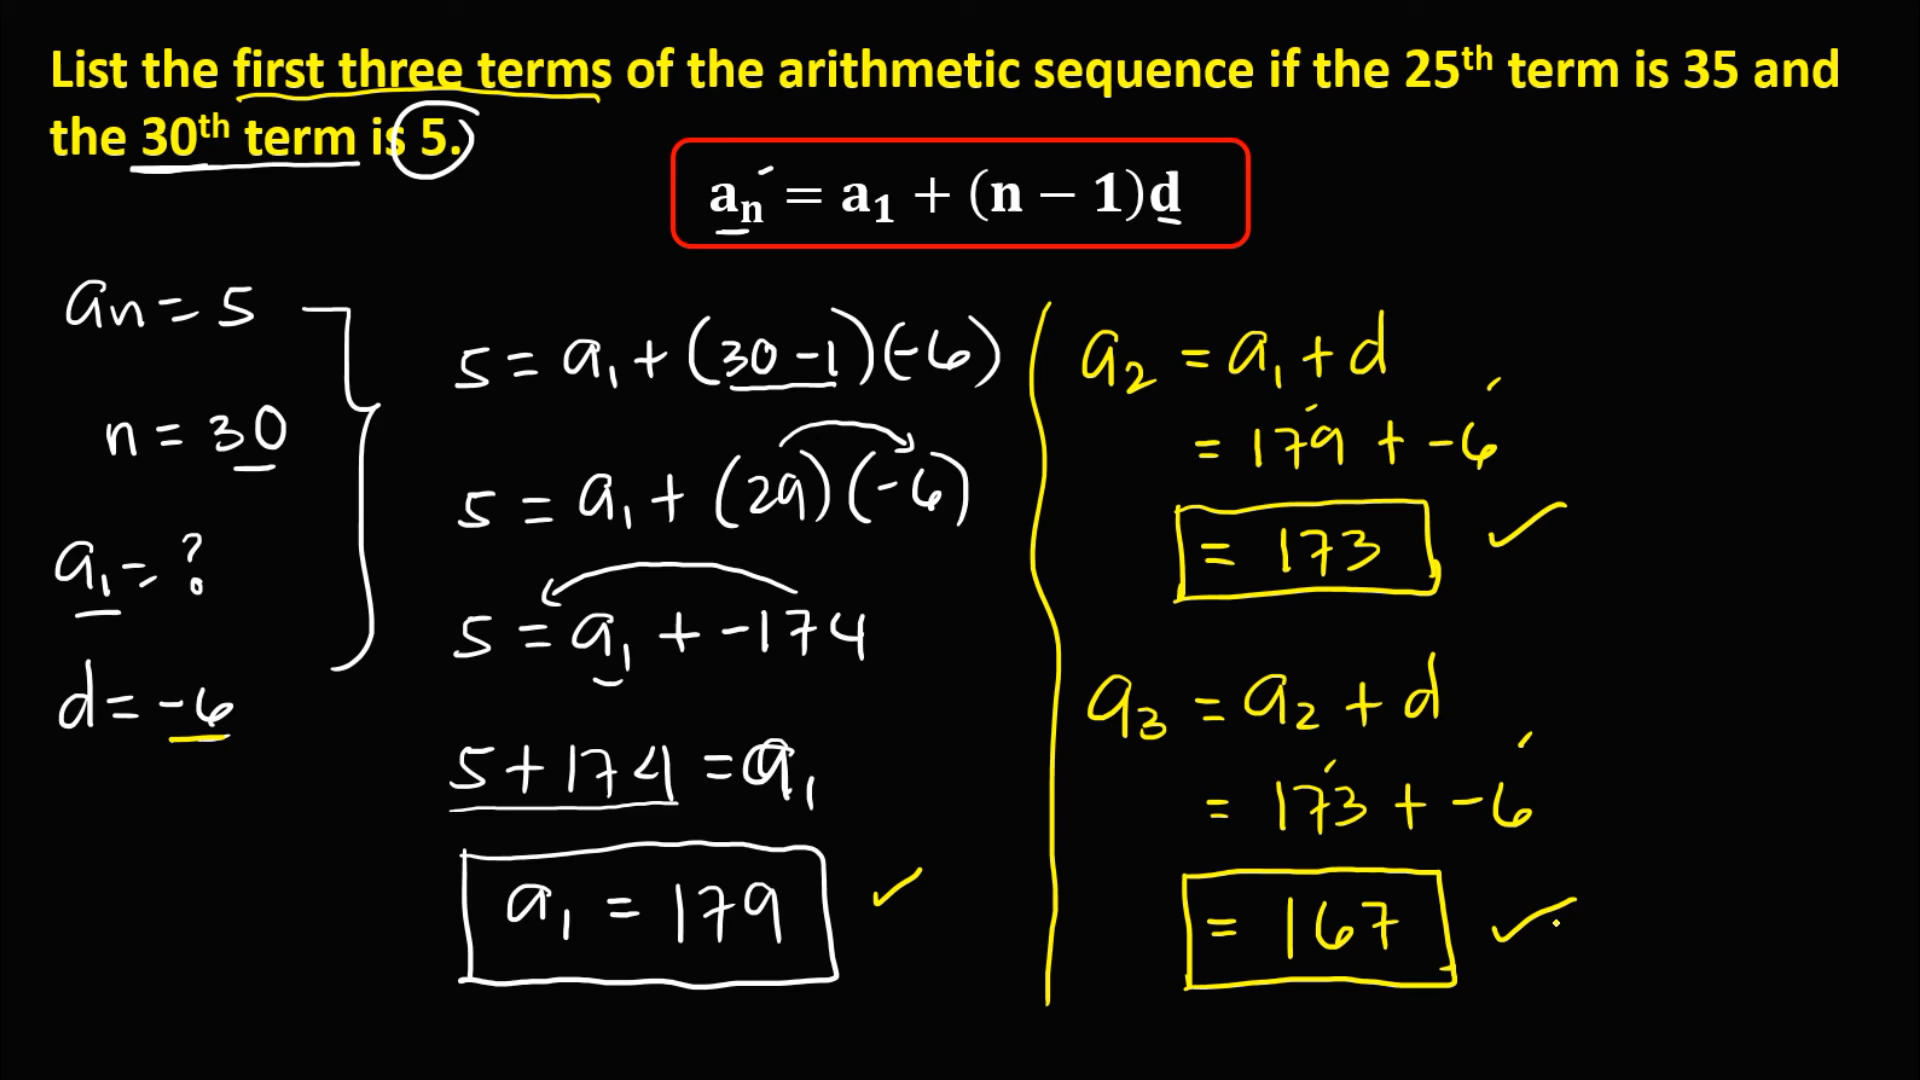 List the first three terms of the arithmetic sequence if the 25th term is 35 and
the 30th term is 5.
aₙ = a₁ + (n − 1)d
aₙ = 5
n = 30
a₁ = ?
d = -6
5 = a₁ + (30 - 1)(-6)
5 = a₁ + (29)(-6)
5 = a₁ + -174
5 + 174 = a₁
a₁ = 179
a₂ = a₁ + d
= 179 + -6
= 173
a₃ = a₂ + d
= 173 + -6
= 167